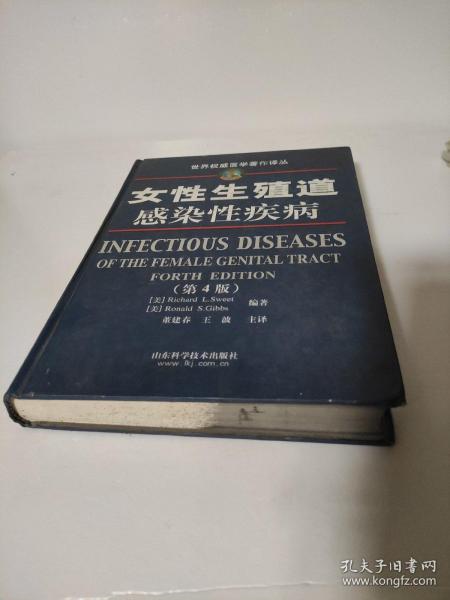 世界权威医学著作译丛
女性生殖道
感染性疾病
INFECTIOUS DISEASES
OF THE FEMALE GENITAL TRACT
FORTH EDITION
(第4版)
[美] Richard L.Sweet 编著
[美] Ronald S.Gibbs
董建春 王波 主译
山东科学技术出版社
www.lkj.com.cn
孔夫子旧书网
www.kongfz.com